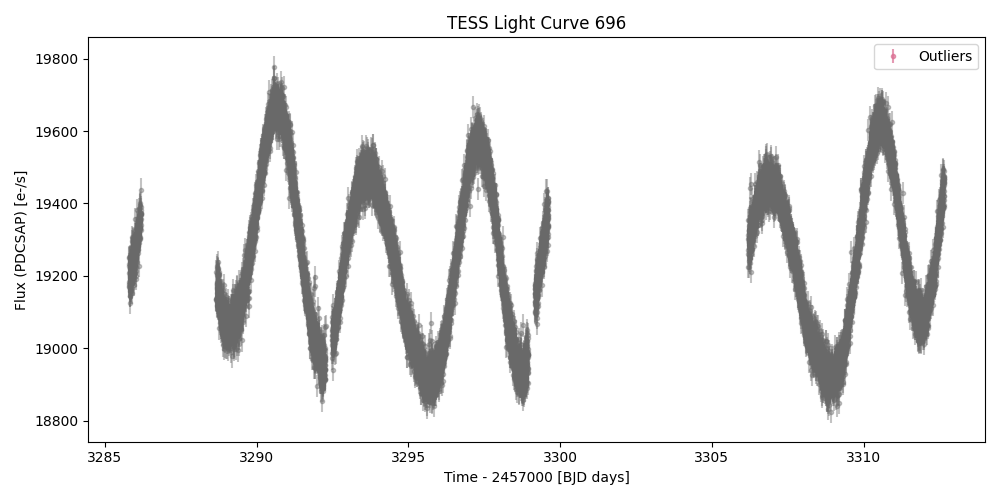 TESS Light Curve 696
Outliers
Flux (PDCSAP) [e-/s]
19800
19600
19400
19200
19000
18800
3285 3290 3295 3300 3305 3310
Time - 2457000 [BJD days]